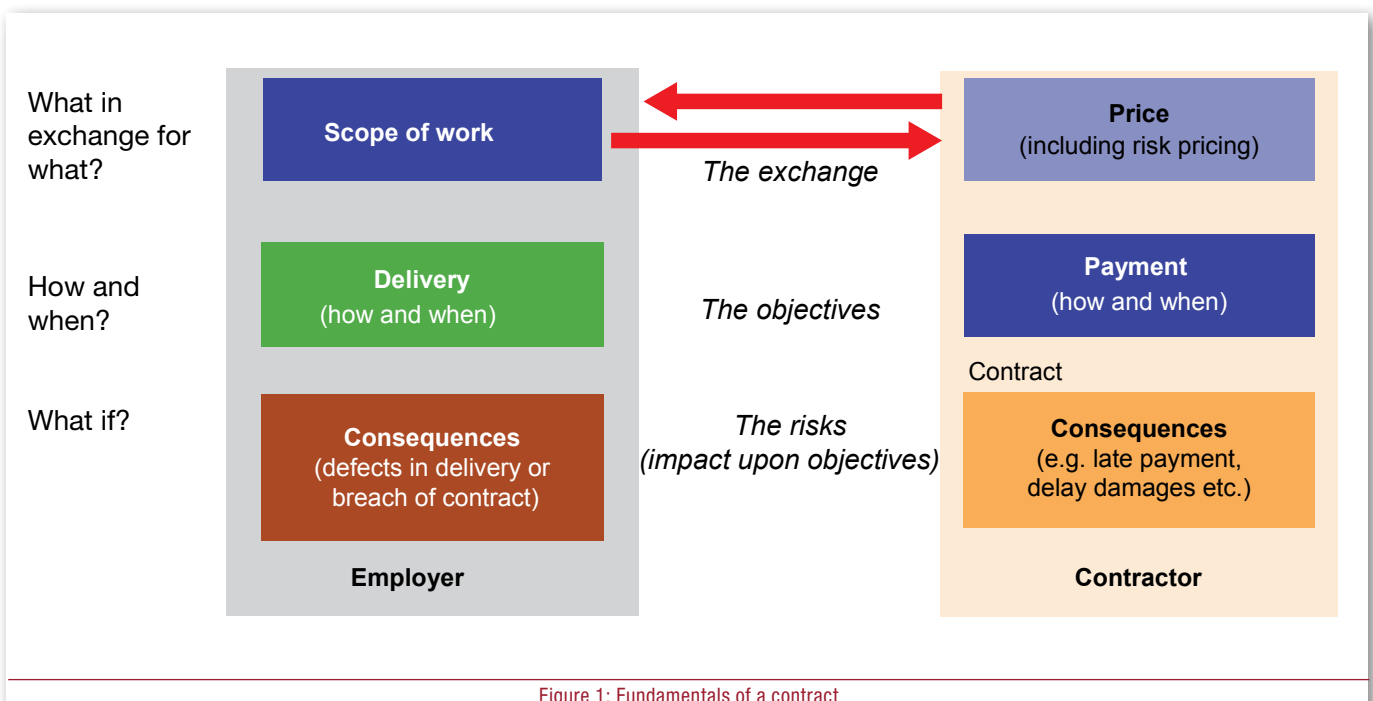 What in
exchange for
what?
Scope of work
The exchange
Price
(including risk pricing)
How and
when?
Delivery
(how and when)
The objectives
Payment
(how and when)
Contract
What if?
Consequences
(defects in delivery or
breach of contract)
The risks
(impact upon objectives)
Consequences
(e.g. late payment,
delay damages etc.)
Employer
Contractor
Figure 1: Fundamentals of a contract